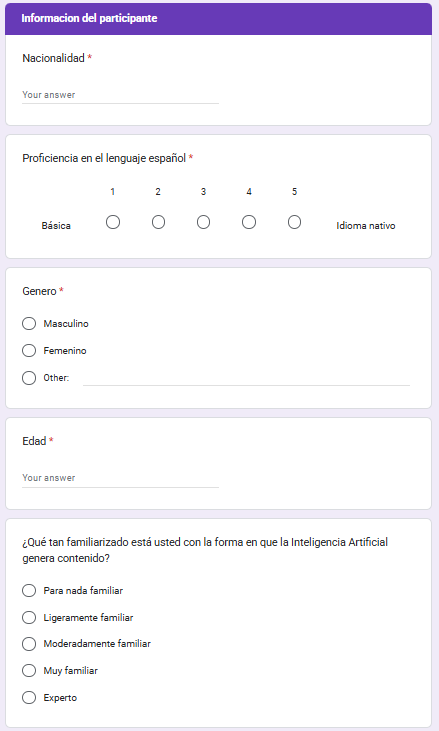 Informacion del participante
Nacionalidad *
Your answer
Proficiencia en el lenguaje español *
1 2 3 4 5
Básica Idioma nativo
Genero *
Masculino
Femenino
Other:
Edad *
Your answer
¿Qué tan familiarizado está usted con la forma en que la Inteligencia Artificial
genera contenido?
Para nada familiar
Ligeramente familiar
Moderadamente familiar
Muy familiar
Experto